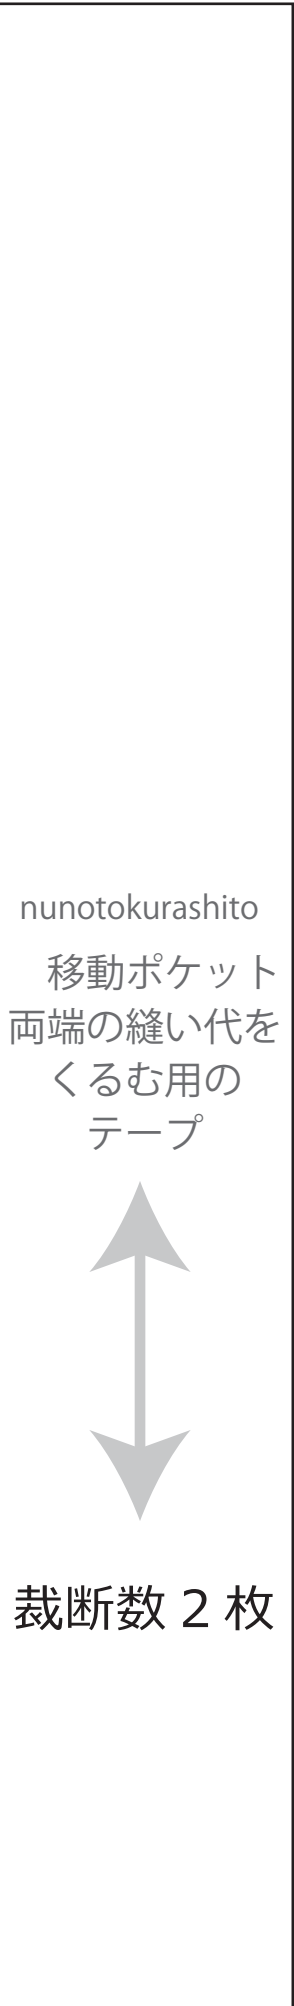 nunotokurashito
移動ポケット
両端の縫い代を
くるむ用の
テープ
裁断数 2 枚